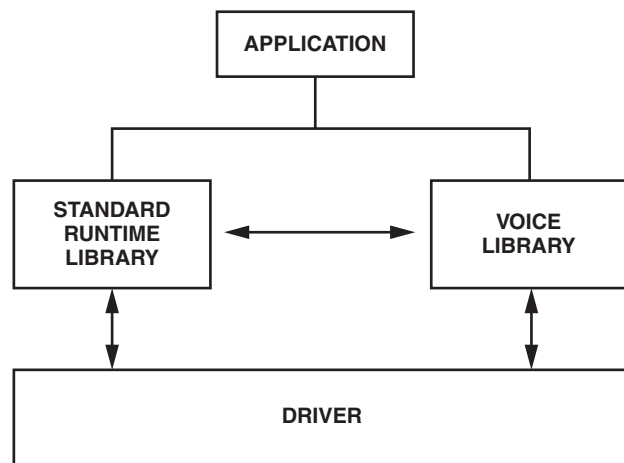 APPLICATION
STANDARD
RUNTIME
LIBRARY
VOICE
LIBRARY
DRIVER